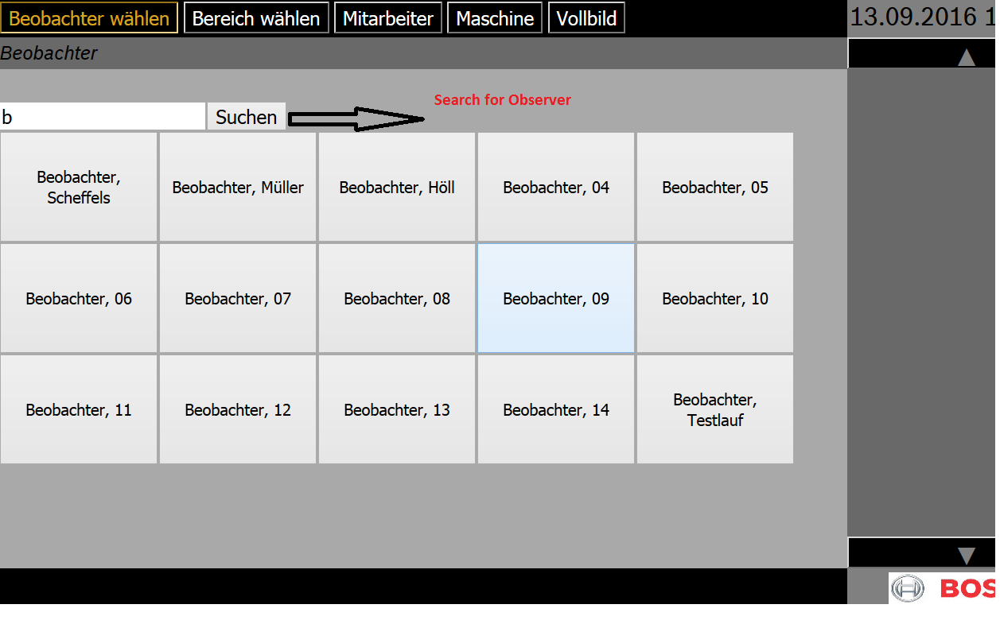 Beobachter wählen Bereich wählen Mitarbeiter Maschine Vollbild 13.09.2016 1
Beobachter
Search for Observer
b Suchen
Beobachter, Scheffels
Beobachter, Müller
Beobachter, Höll
Beobachter, 04
Beobachter, 05
Beobachter, 06
Beobachter, 07
Beobachter, 08
Beobachter, 09
Beobachter, 10
Beobachter, 11
Beobachter, 12
Beobachter, 13
Beobachter, 14
Beobachter, Testlauf
BOS